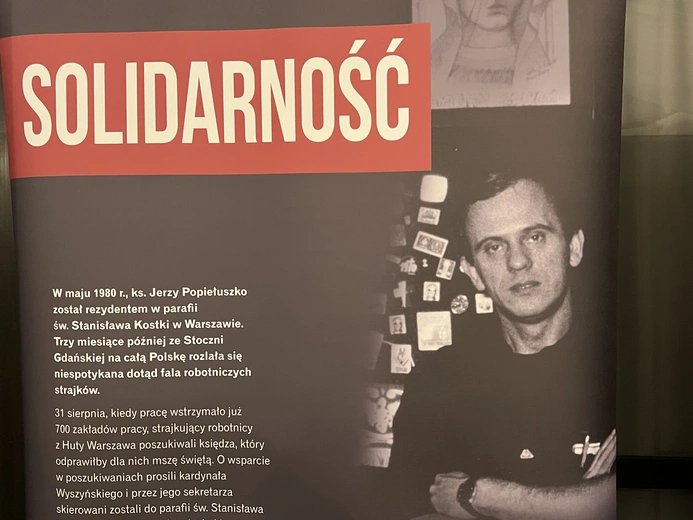 SOLIDARNOŚĆ
W maju 1980 r., ks. Jerzy Popiełuszko
został rezydentem w parafii
św. Stanisława Kostki w Warszawie.
Trzy miesiące później ze Stoczni
Gdańskiej na całą Polskę rozlała się
niespotykana dotąd fala robotniczych
strajków.
31 sierpnia, kiedy pracę wstrzymało już
700 zakładów pracy, strajkujący robotnicy
z Huty Warszawa poszukiwali księdza, który
odprawiłby dla nich mszę świętą. O wsparcie
w poszukiwaniach prosili kardynała
Wyszyńskiego i przez jego sekretarza
skierowani zostali do parafii św. Stanisława